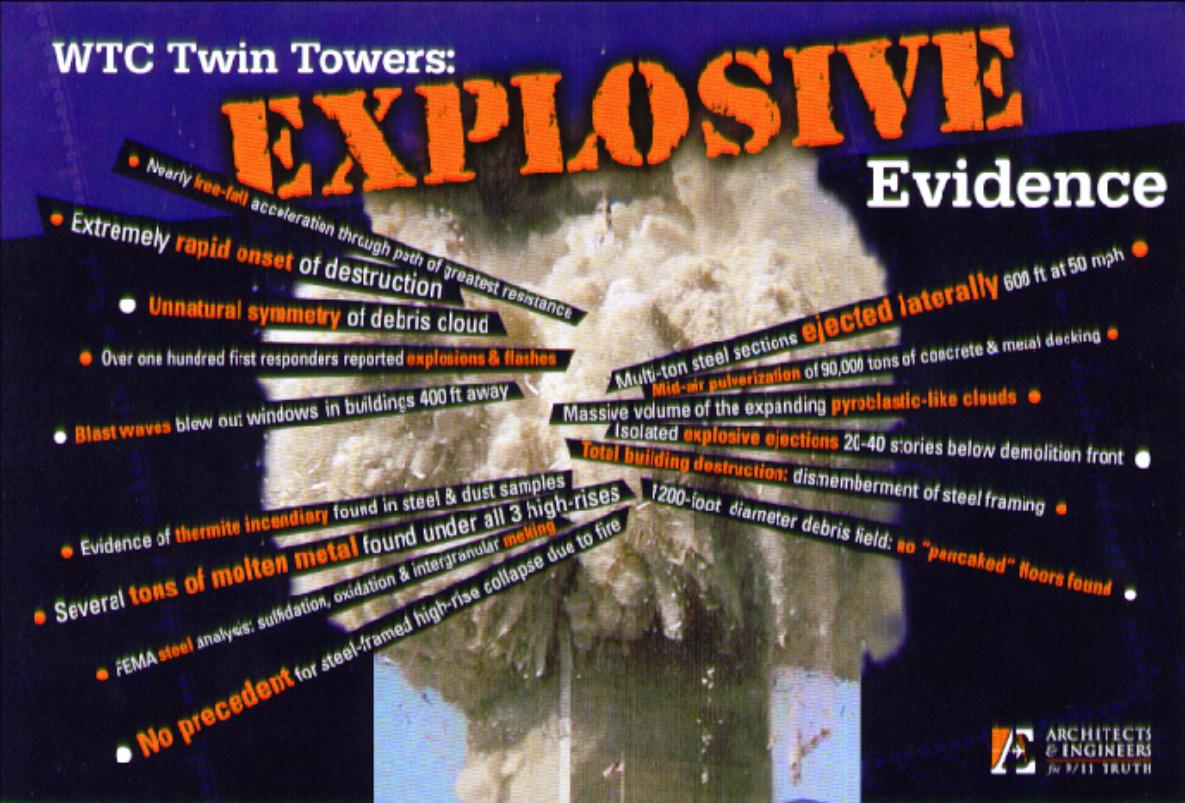 WTC Twin Towers:
EXPLOSIVE
Evidence
Nearly free-fall acceleration through path of greatest resistance
Extremely rapid onset of destruction
Unnatural symmetry of debris cloud
Over one hundred first responders reported explosions & flashes
Blast waves blow out windows in buildings 400 ft away
Evidence of thermite incendiary found in steel & dust samples
Several tons of molten metal found under all 3 high-rises
FEMA steel analysis: sulfidation, oxidation & intergranular melting
No precedent for steel-framed high-rise collapse due to fire
Multi-ton steel sections ejected laterally 600 ft at 50 mph
Mid-air pulverization of 90,000 tons of concrete & metal decking
Massive volume of the expanding pyroclastic-like clouds
Isolated explosive ejections 20-40 stories below demolition front
Total building destruction: dismemberment of steel framing
1200-foot diameter debris field: no "pancaked" floors found
AE
ARCHITECTS
& ENGINEERS
for 9/11 TRUTH